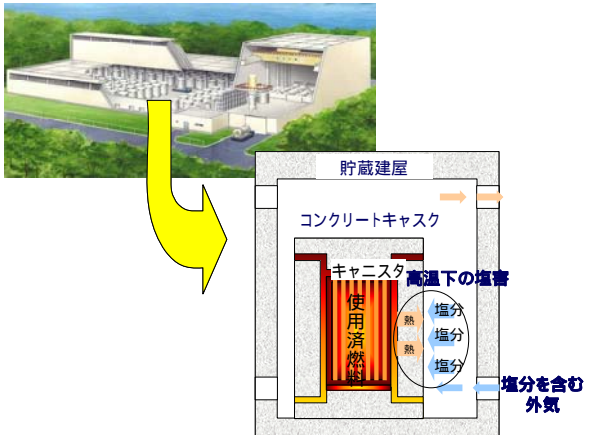 貯蔵建屋
コンクリートキャスク
キャニスタ
高温下の塩害
使用済燃料
熱
熱
塩分
塩分
塩分
塩分を含む
外気